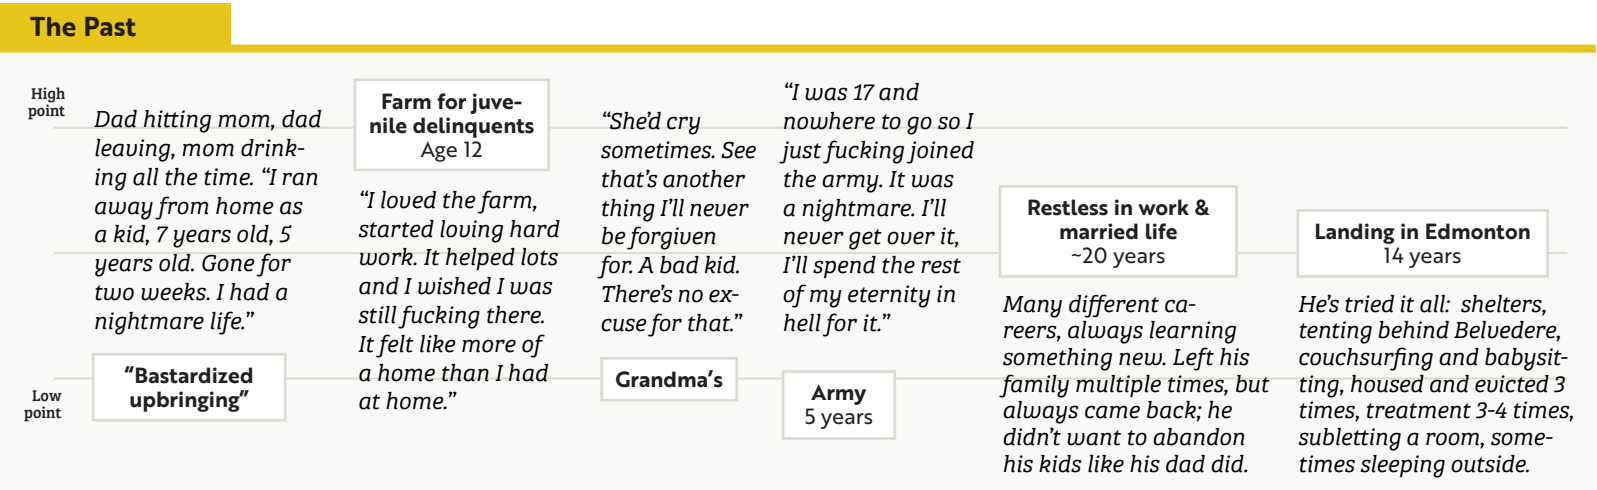 The Past
High
point
Low
point
Dad hitting mom, dad
leaving, mom drink-
ing all the time. “I ran
away from home as
a kid, 7 years old, 5
years old. Gone for
two weeks. I had a
nightmare life.”
“Bastardized
upbringing”
Farm for juve-
nile delinquents
Age 12
“I loved the farm,
started loving hard
work. It helped lots
and I wished I was
still fucking there.
It felt like more of
a home than I had
at home.”
“She’d cry
sometimes. See
that’s another
thing I’ll never
be forgiven
for. A bad kid.
There’s no ex-
cuse for that.”
Grandma’s
“I was 17 and
nowhere to go so I
just fucking joined
the army. It was
a nightmare. I’ll
never get over it,
I’ll spend the rest
of my eternity in
hell for it.”
Army
5 years
Restless in work &
married life
~20 years
Many different ca-
reers, always learning
something new. Left his
family multiple times, but
always came back; he
didn’t want to abandon
his kids like his dad did.
Landing in Edmonton
14 years
He’s tried it all:  shelters,
tenting behind Belvedere,
couchsurfing and babysit-
ting, housed and evicted 3
times, treatment 3-4 times,
subletting a room, some-
times sleeping outside.